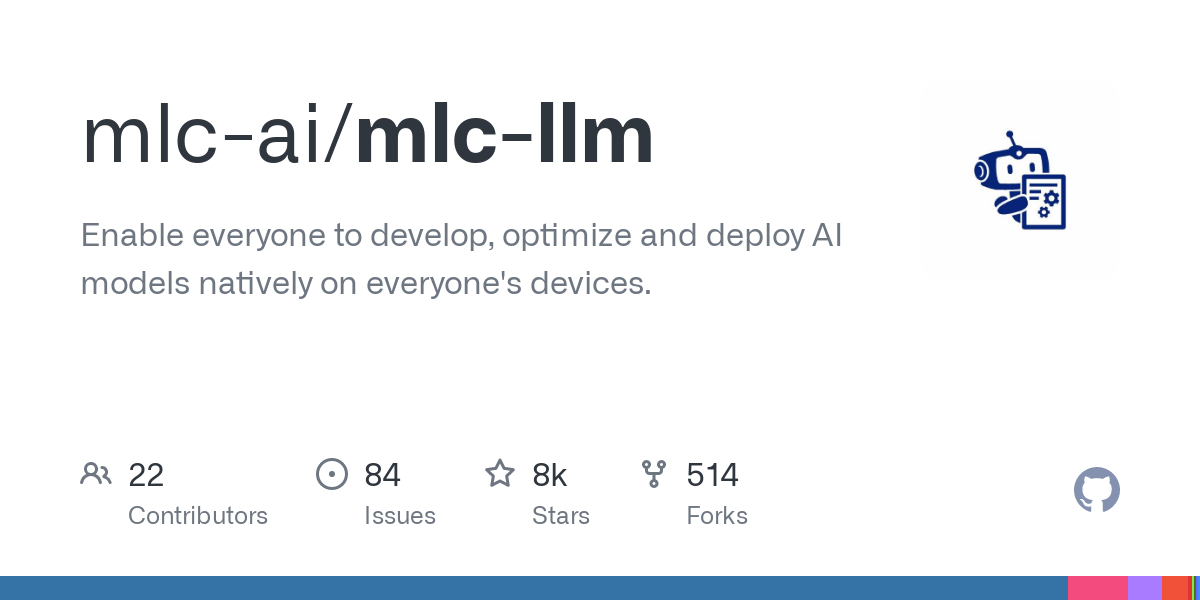 mlc-ai/mlc-llm
Enable everyone to develop, optimize and deploy AI
models natively on everyone's devices.
22 84 8k 514
Contributors Issues Stars Forks